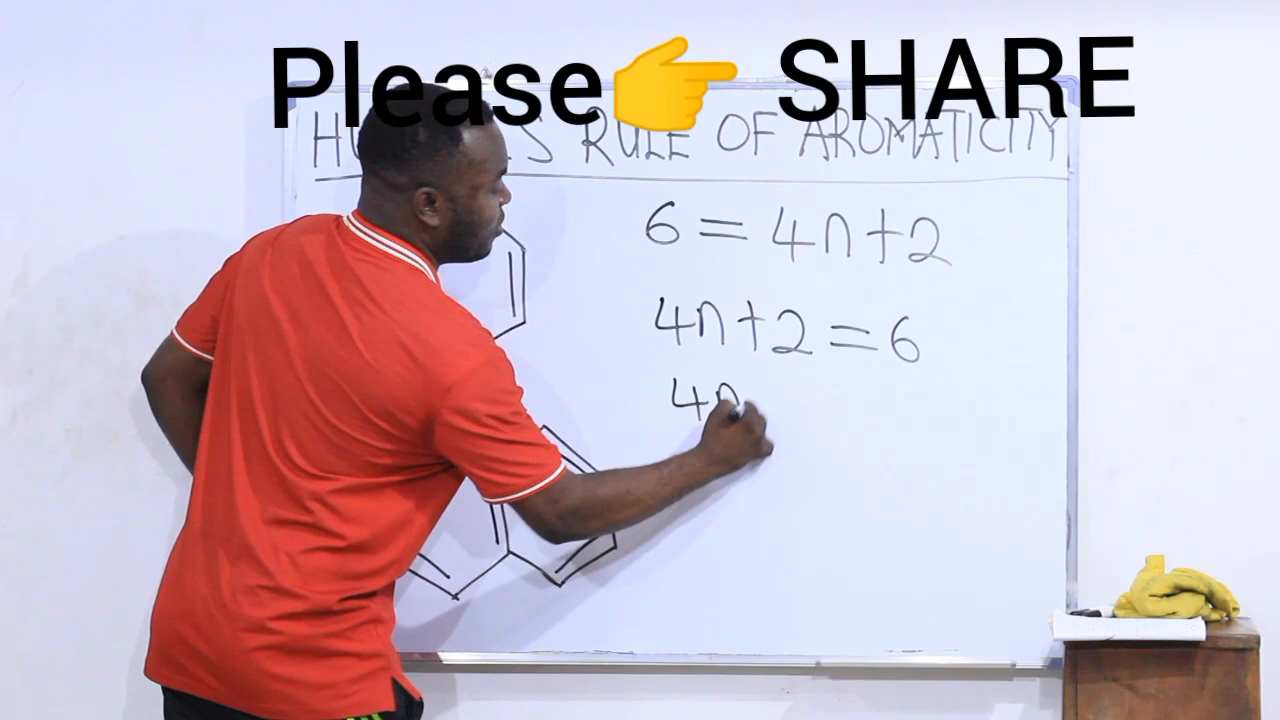 Please👉 SHARE
RULE OF AROMATICITY
6 = 4n+2
4n+2 = 6
4n